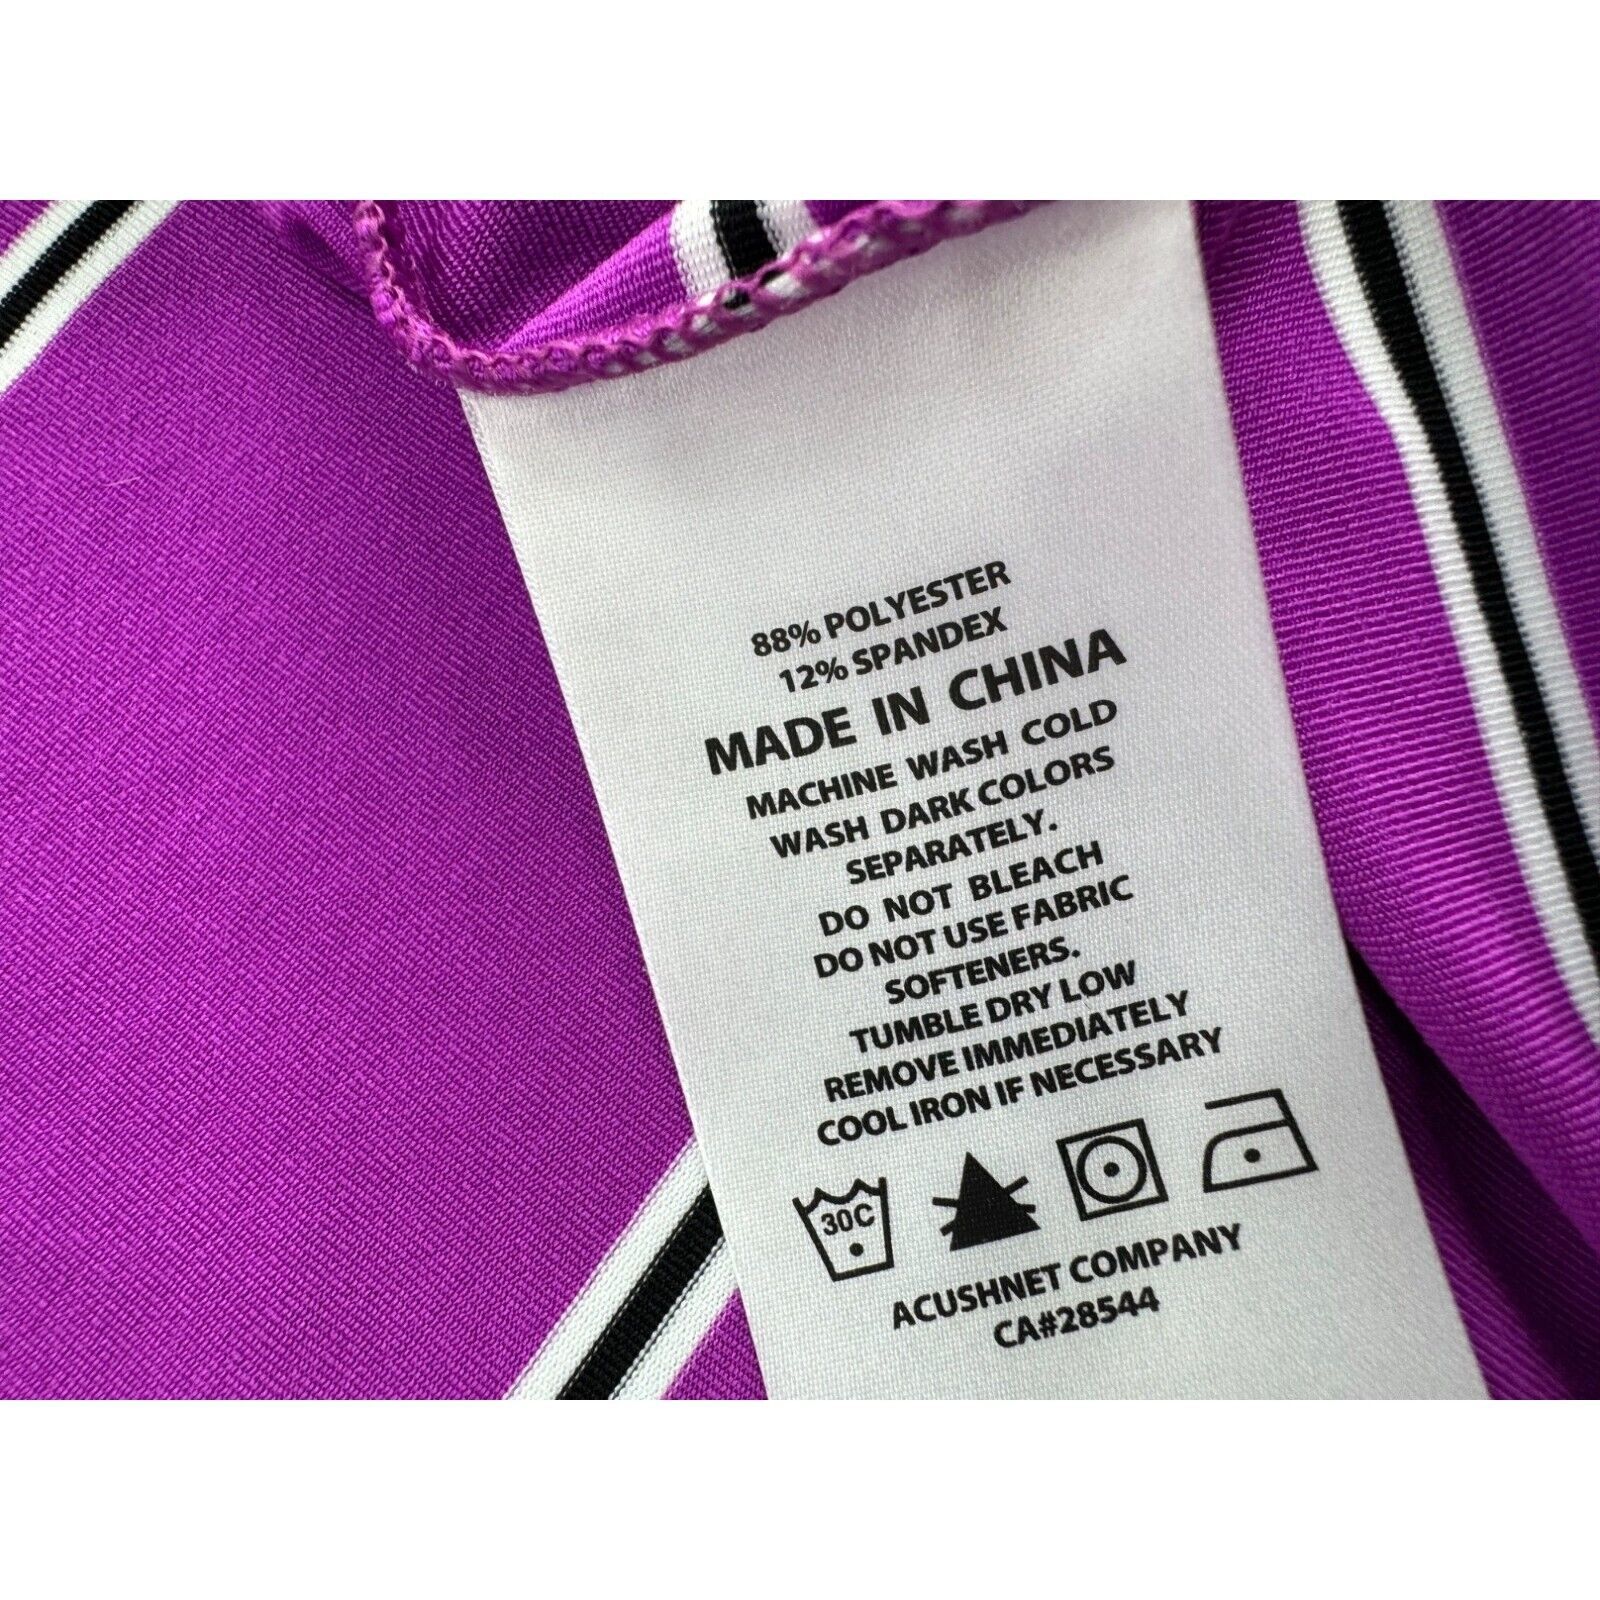 88% POLYESTER
12% SPANDEX
MADE IN CHINA
MACHINE WASH COLD
WASH DARK COLORS
SEPARATELY.
DO NOT BLEACH
DO NOT USE FABRIC
SOFTENERS.
TUMBLE DRY LOW
REMOVE IMMEDIATELY
COOL IRON IF NECESSARY
30C
ACUSHNET COMPANY
CA#28544